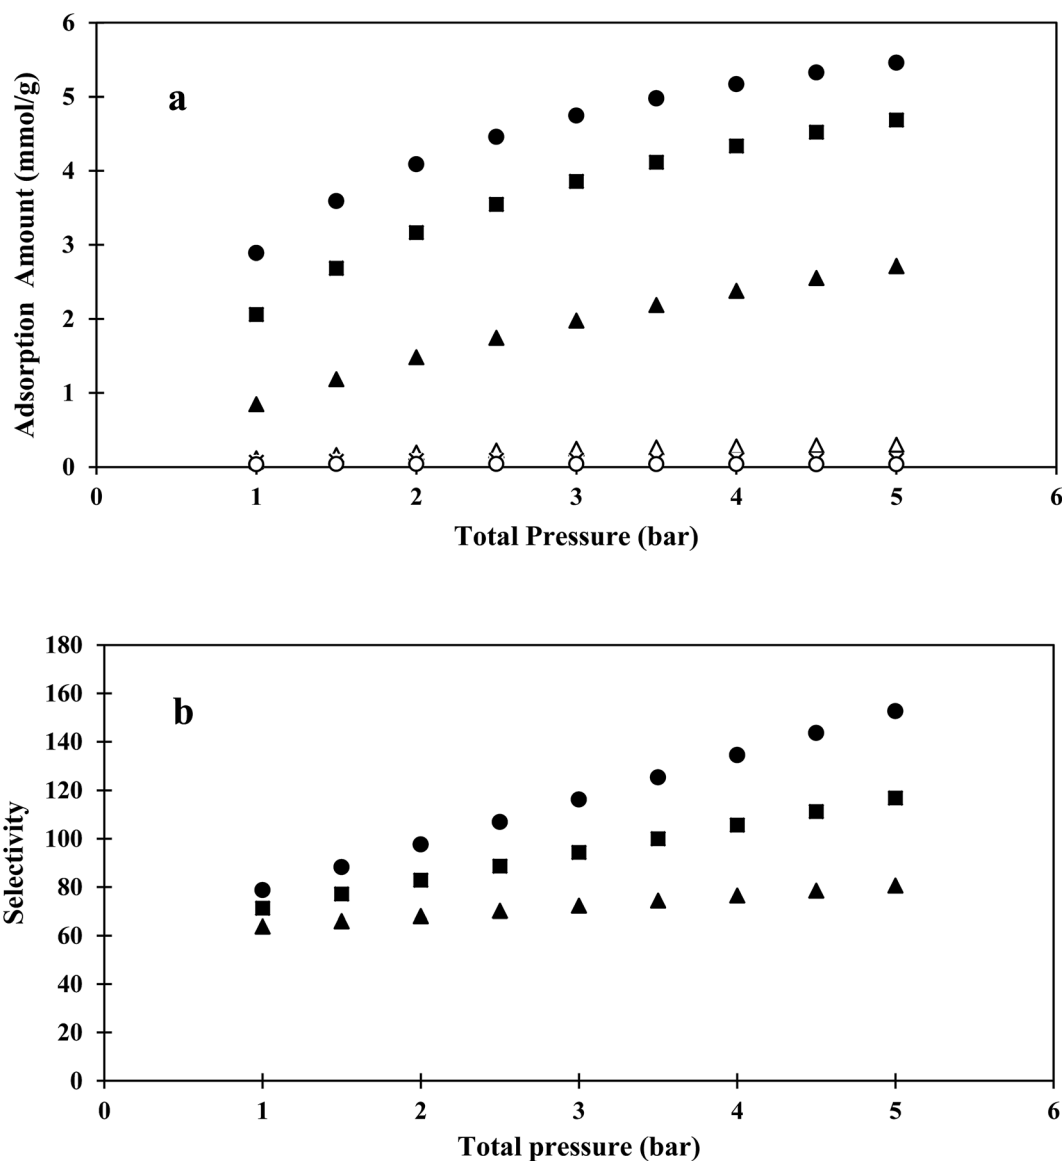 6
5
4
3
2
1
0
Adsorption Amount (mmol/g)
a
0 1 2 3 4 5 6
Total Pressure (bar)
180
160
140
120
100
80
60
40
20
0
Selectivity
b
0 1 2 3 4 5 6
Total pressure (bar)